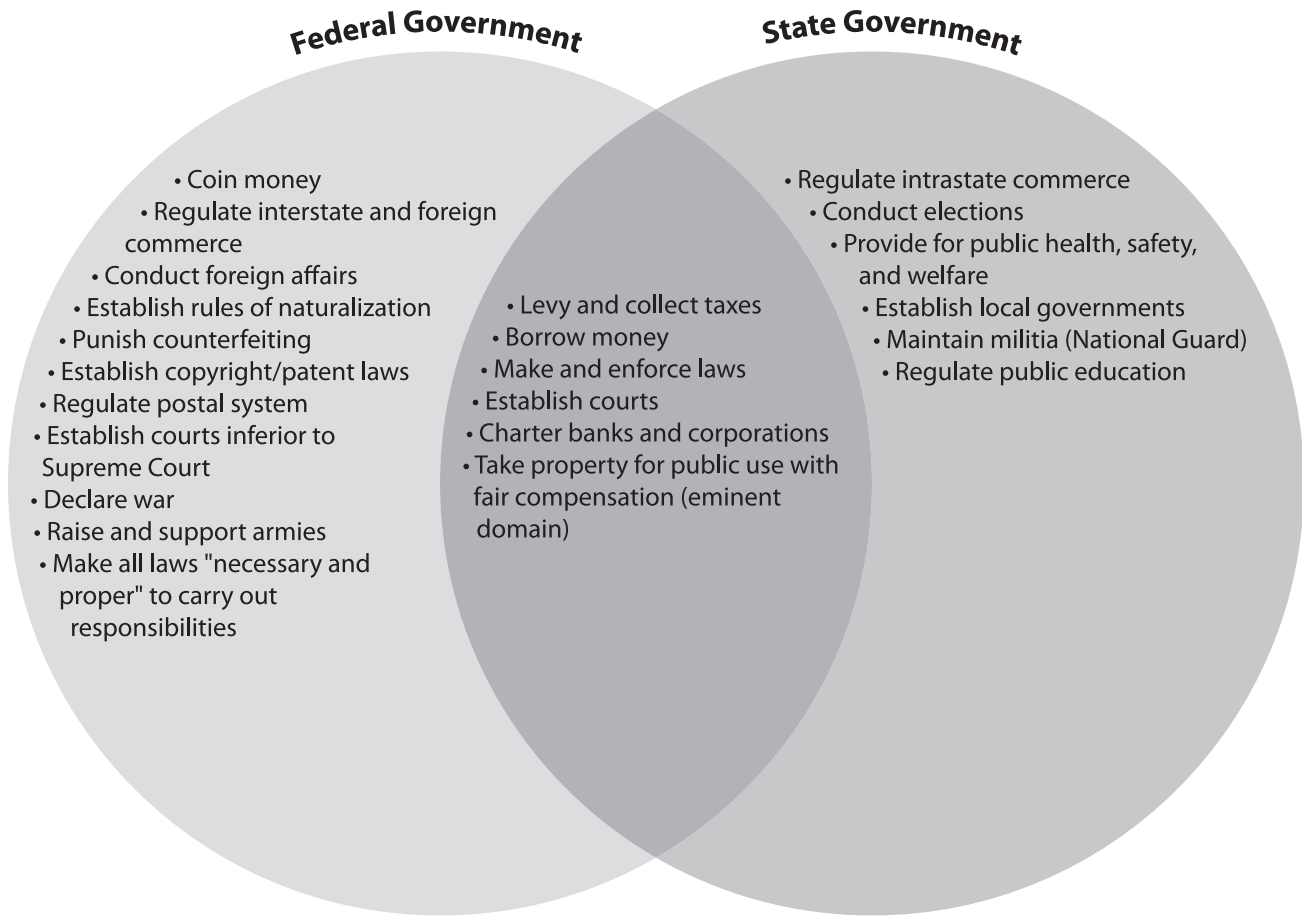 Federal Government
• Coin money
• Regulate interstate and foreign
commerce
• Conduct foreign affairs
• Establish rules of naturalization
• Punish counterfeiting
• Establish copyright/patent laws
• Regulate postal system
• Establish courts inferior to
Supreme Court
• Declare war
• Raise and support armies
• Make all laws "necessary and
proper" to carry out
responsibilities
• Levy and collect taxes
• Borrow money
• Make and enforce laws
• Establish courts
• Charter banks and corporations
• Take property for public use with
fair compensation (eminent
domain)
State Government
• Regulate intrastate commerce
• Conduct elections
• Provide for public health, safety,
and welfare
• Establish local governments
• Maintain militia (National Guard)
• Regulate public education